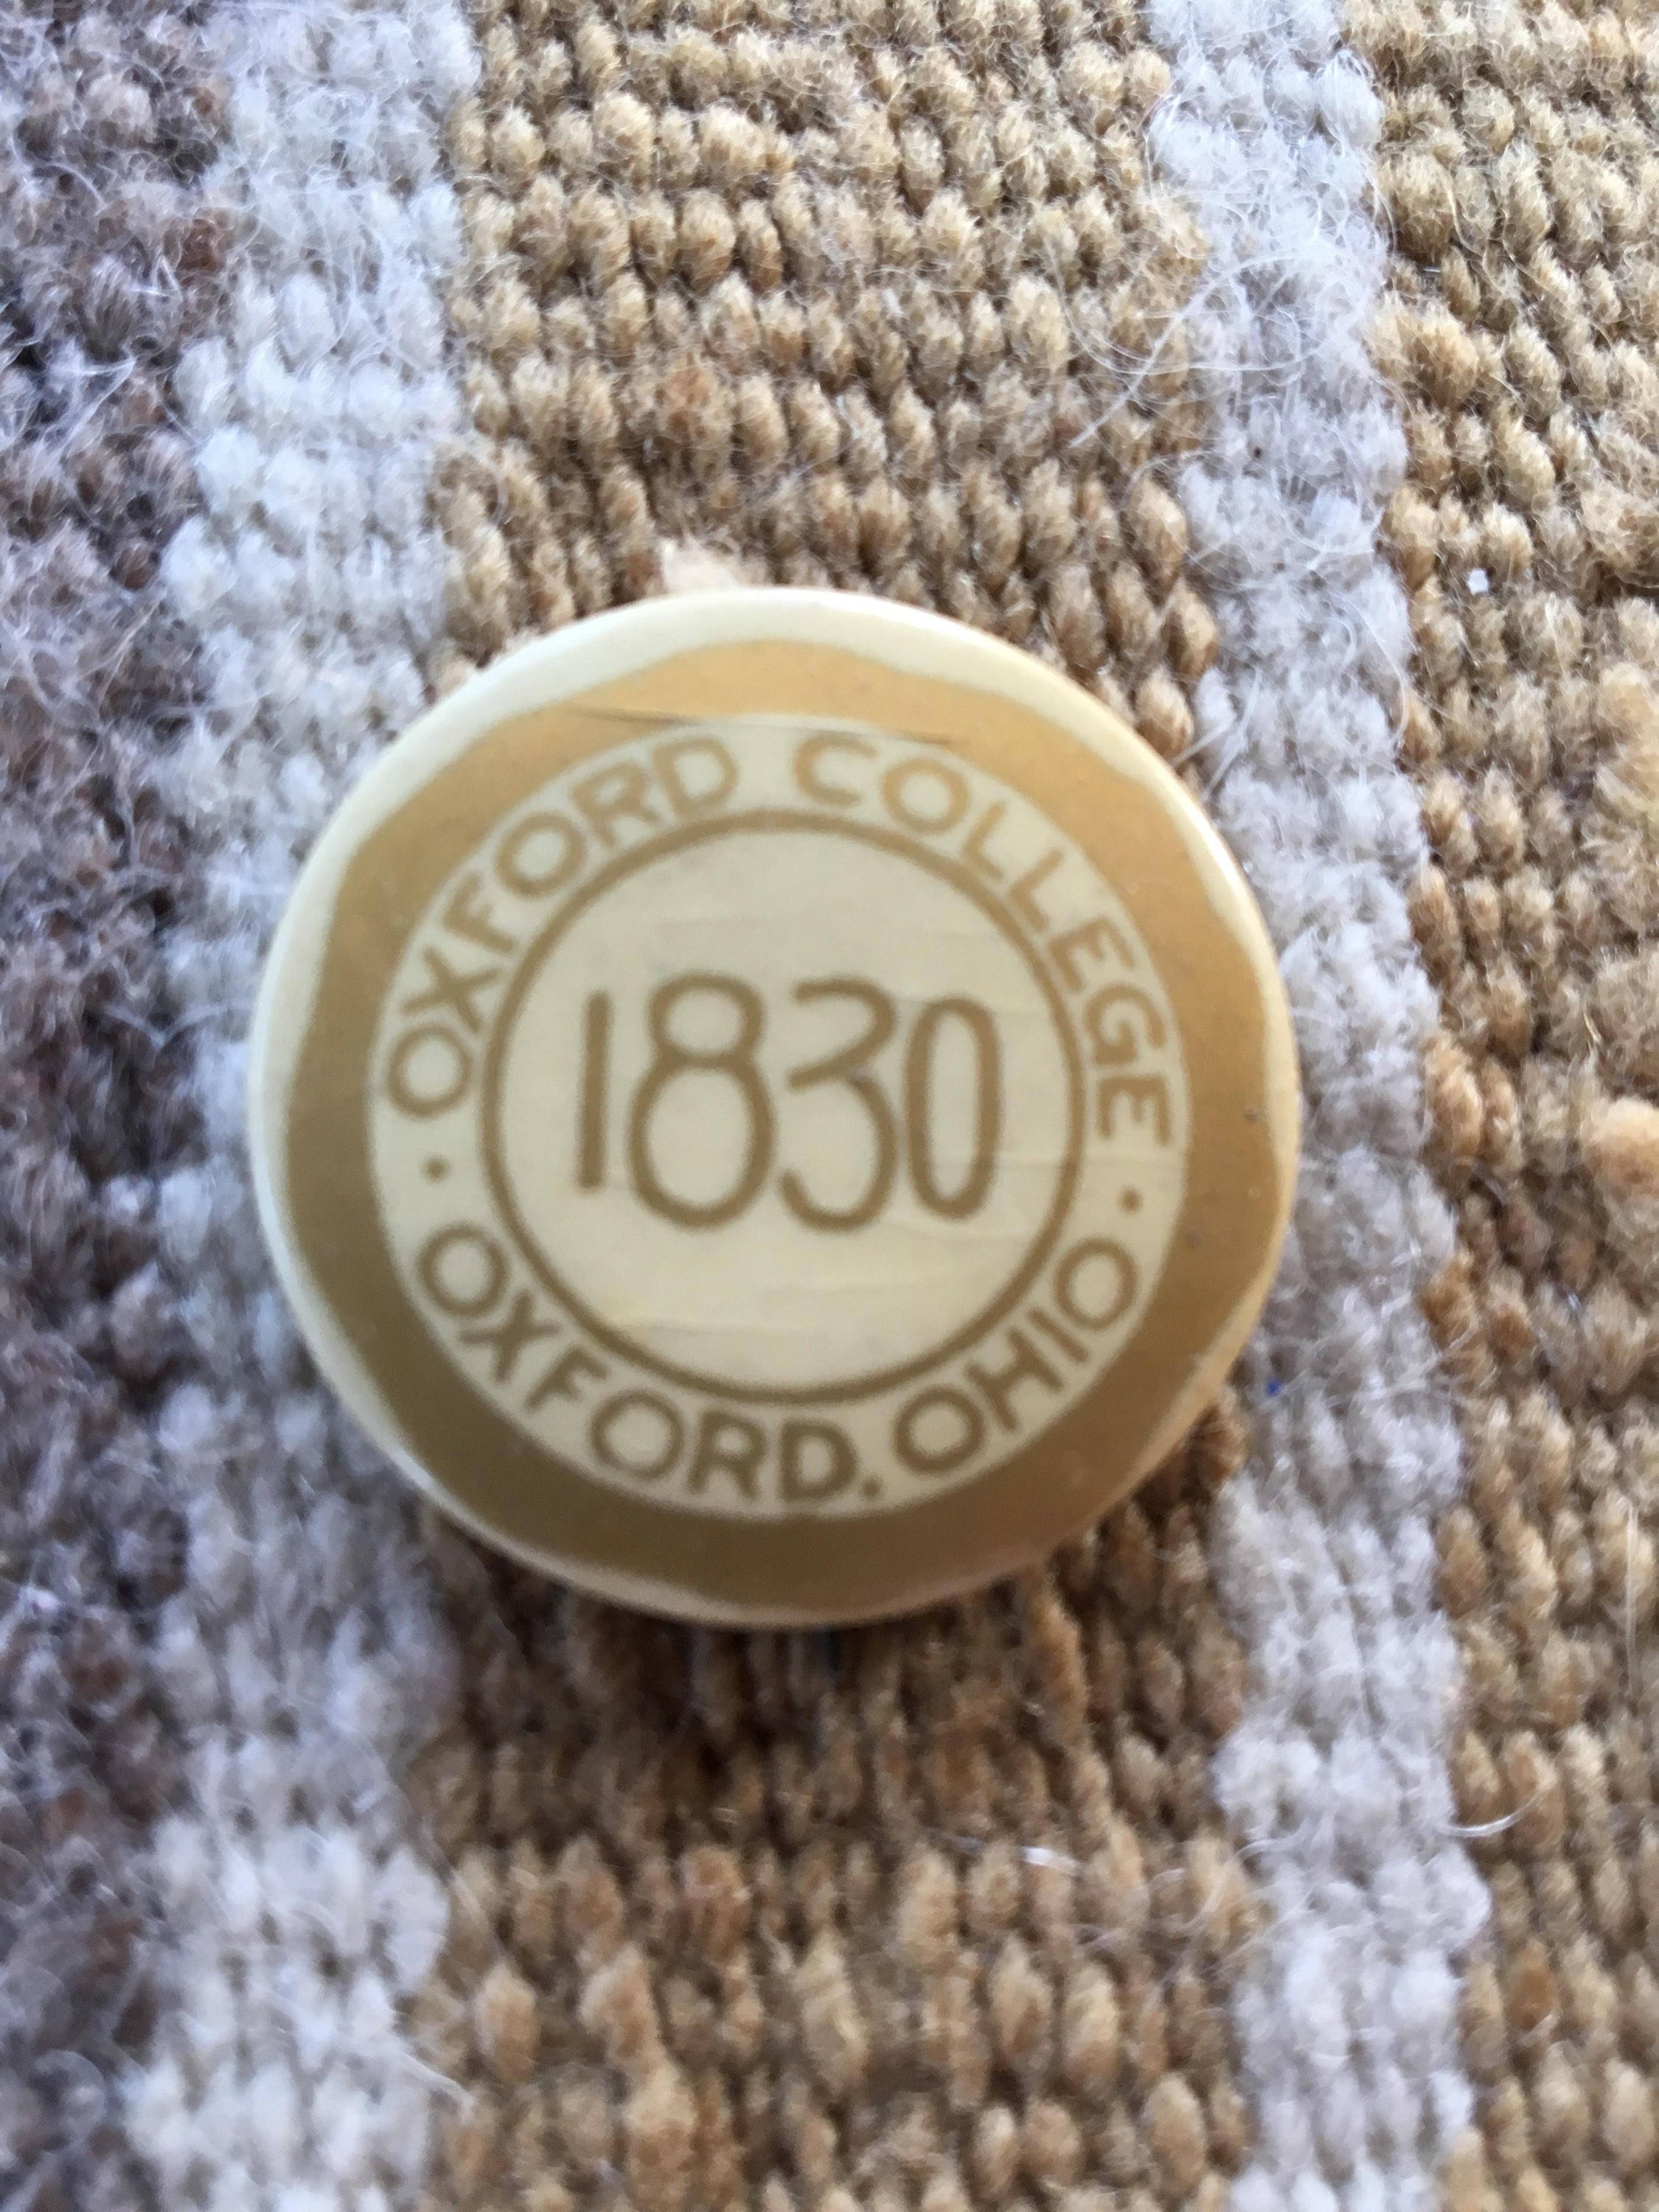 OXFORD COLLEGE
1830
· OXFORD. OHIO ·